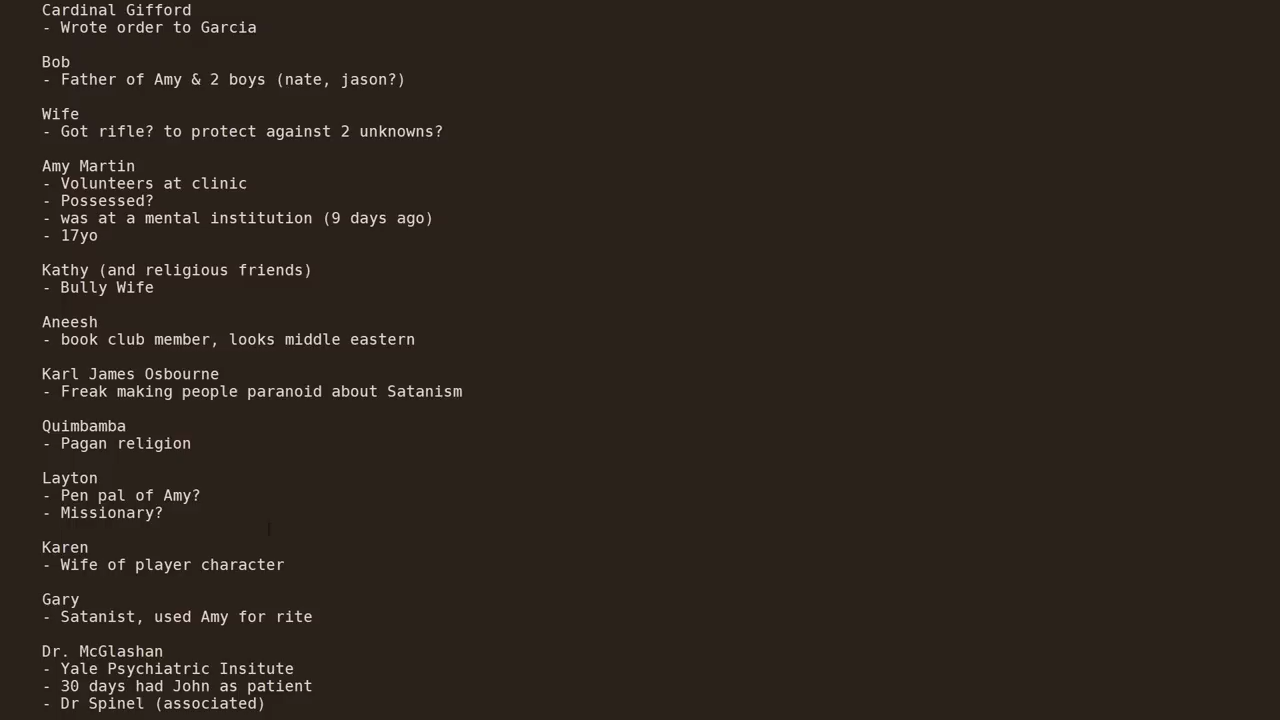 Cardinal Gifford
- Wrote order to Garcia
Bob
- Father of Amy & 2 boys (nate, jason?)
Wife
- Got rifle? to protect against 2 unknowns?
Amy Martin
- Volunteers at clinic
- Possessed?
- was at a mental institution (9 days ago)
- 17yo
Kathy (and religious friends)
- Bully Wife
Aneesh
- book club member, looks middle eastern
Karl James Osbourne
- Freak making people paranoid about Satanism
Quimbamba
- Pagan religion
Layton
- Pen pal of Amy?
- Missionary?
Karen
- Wife of player character
Gary
- Satanist, used Amy for rite
Dr. McGlashan
- Yale Psychiatric Insitute
- 30 days had John as patient
- Dr Spinel (associated)